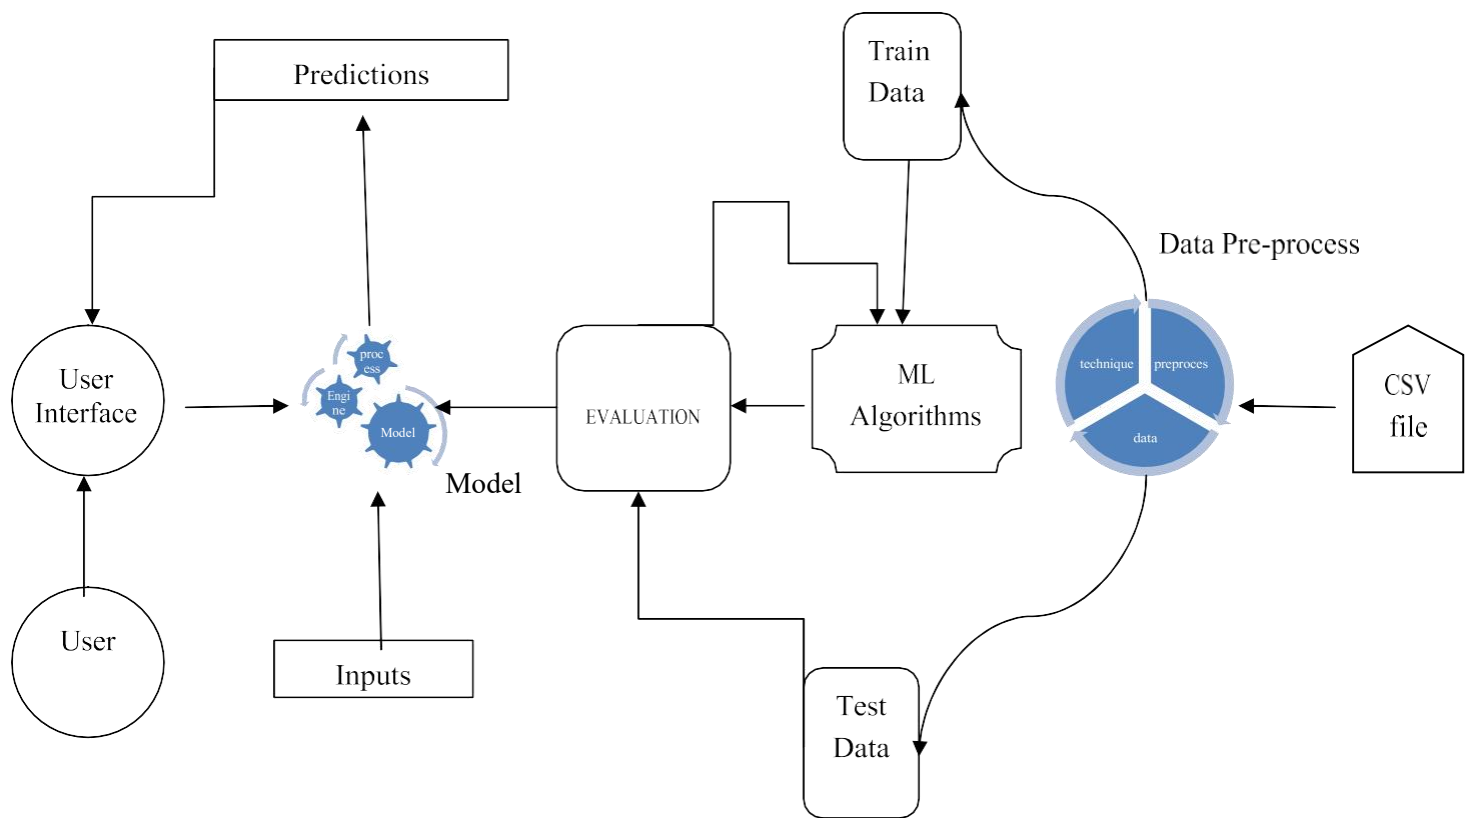 Predictions
Train
Data
Data Pre-process
User
Interface
proc
ess
Engi
ne
Model
Model
EVALUATION
ML
Algorithms
technique
preproces
data
CSV
file
User
Inputs
Test
Data